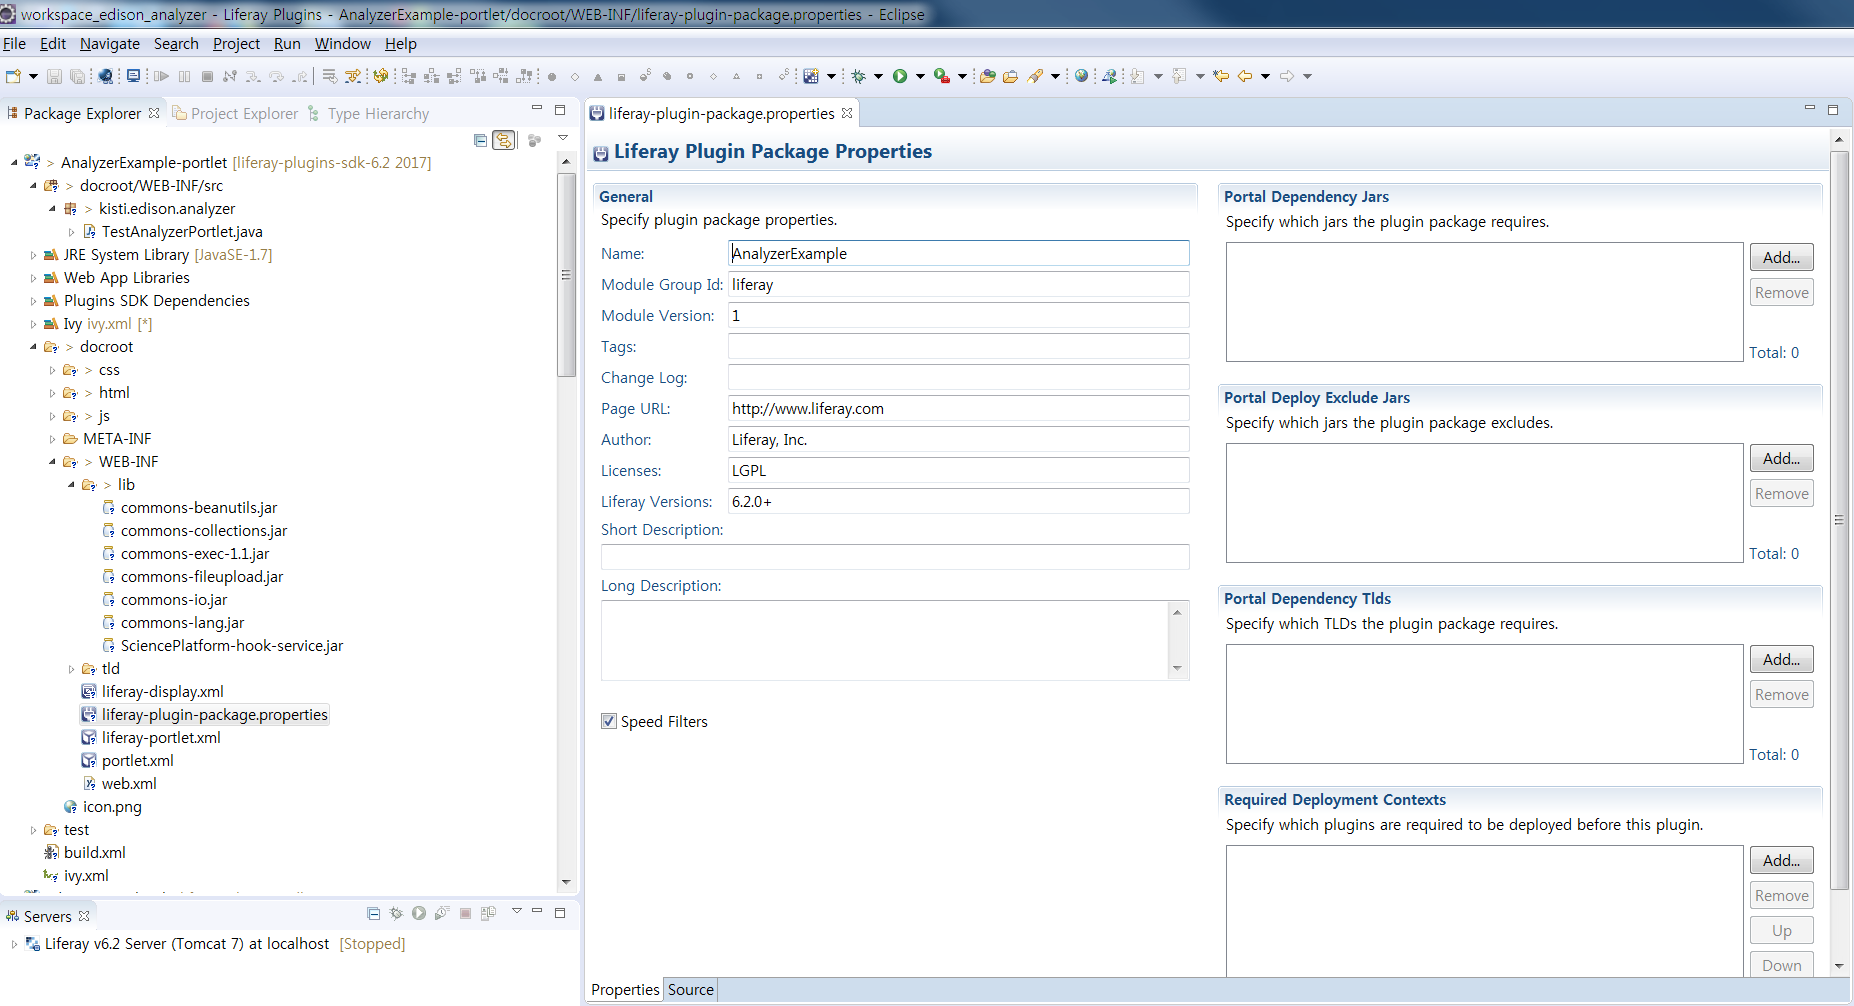 workspace_edison_analyzer - Liferay Plugins - AnalyzerExample-portlet/docroot/WEB-INF/liferay-plugin-package.properties - Eclipse
File Edit Navigate Search Project Run Window Help
Package Explorer Project Explorer Type Hierarchy
> AnalyzerExample-portlet [liferay-plugins-sdk-6.2 2017]
> docroot/WEB-INF/src
> kisti.edison.analyzer
> TestAnalyzerPortlet.java
JRE System Library [JavaSE-1.7]
Web App Libraries
Plugins SDK Dependencies
Ivy ivy.xml [*]
> docroot
> css
> html
> js
META-INF
> WEB-INF
> lib
commons-beanutils.jar
commons-collections.jar
commons-exec-1.1.jar
commons-fileupload.jar
commons-io.jar
commons-lang.jar
SciencePlatform-hook-service.jar
tld
liferay-display.xml
liferay-plugin-package.properties
liferay-portlet.xml
portlet.xml
web.xml
icon.png
test
build.xml
ivy.xml
Servers
Liferay v6.2 Server (Tomcat 7) at localhost [Stopped]
liferay-plugin-package.properties
Liferay Plugin Package Properties
General
Specify plugin package properties.
Name: AnalyzerExample
Module Group Id: liferay
Module Version: 1
Tags:
Change Log:
Page URL: http://www.liferay.com
Author: Liferay, Inc.
Licenses: LGPL
Liferay Versions: 6.2.0+
Short Description:
Long Description:
Speed Filters
Portal Dependency Jars
Specify which jars the plugin package requires.
Add...
Remove
Total: 0
Portal Deploy Exclude Jars
Specify which jars the plugin package excludes.
Add...
Remove
Total: 0
Portal Dependency Tlds
Specify which TLDs the plugin package requires.
Add...
Remove
Total: 0
Required Deployment Contexts
Specify which plugins are required to be deployed before this plugin.
Add...
Remove
Up
Down
Properties Source